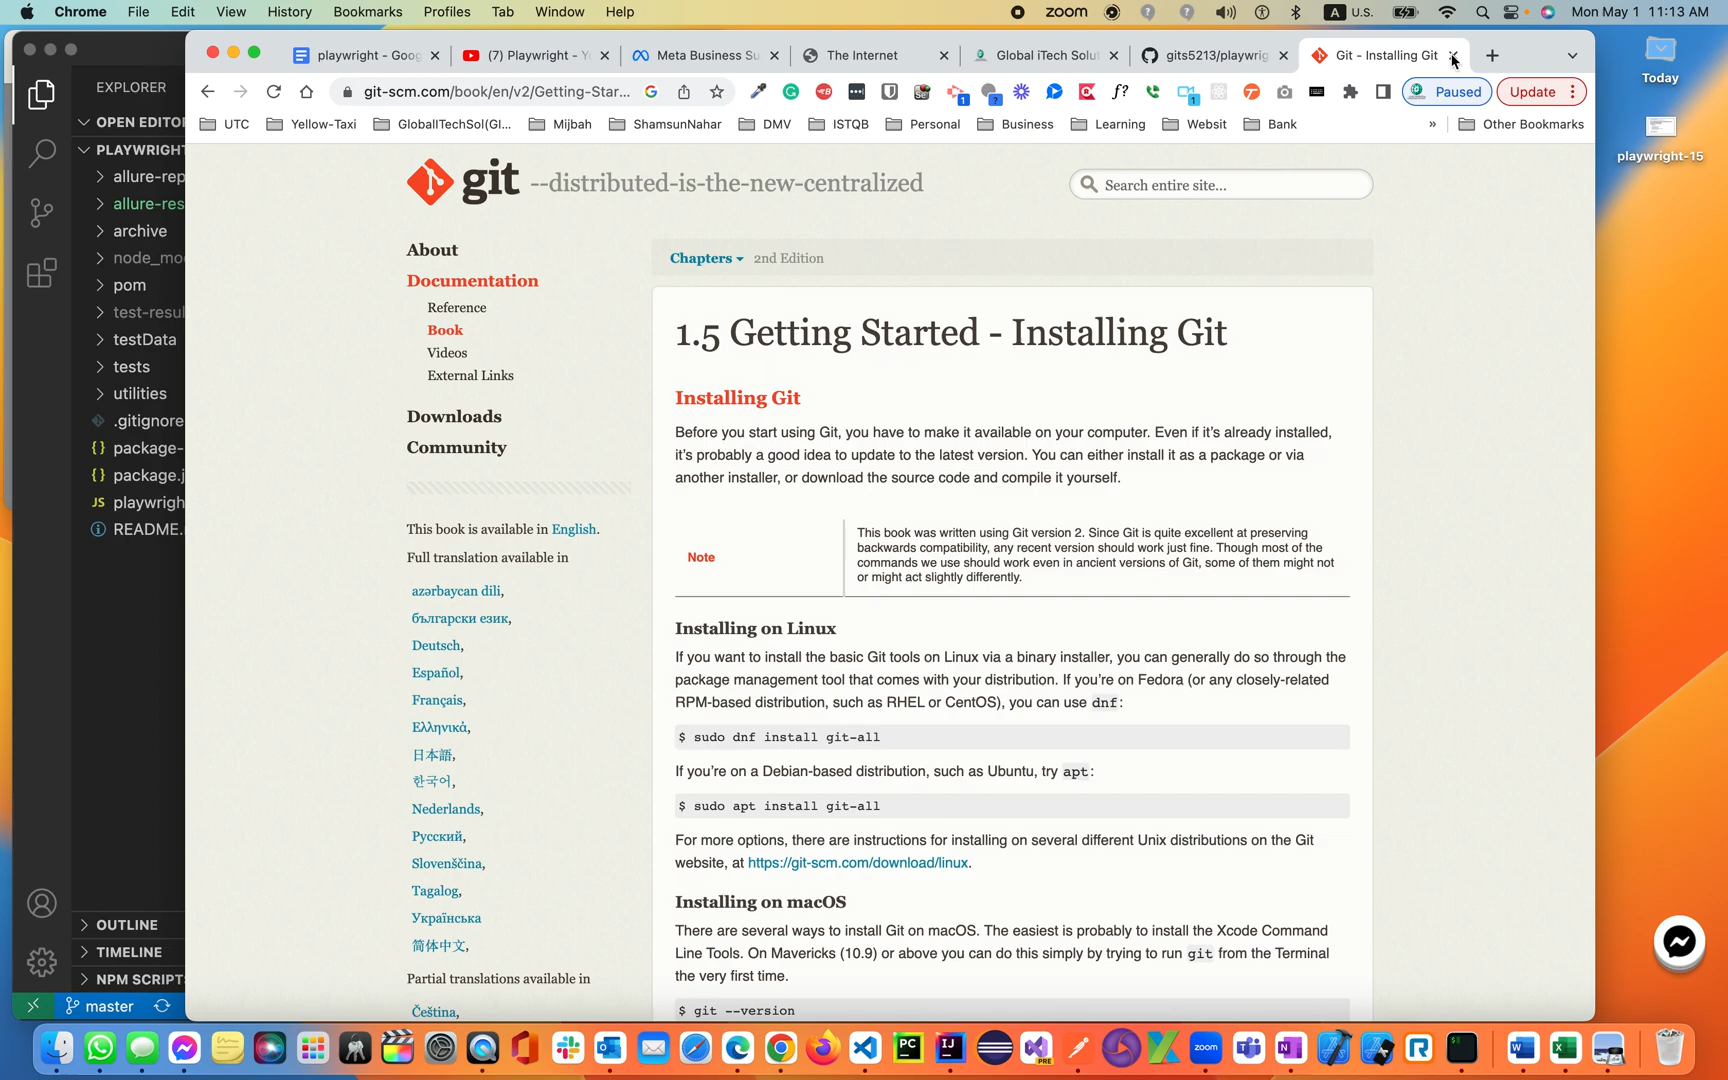 Chrome File Edit View History Bookmarks Profiles Tab Window Help zoom A U.S. Mon May 1 11:13 AM
playwright - Goog
(7) Playwright - Y
Meta Business Su
The Internet
Global iTech Solut
gits5213/playwrig
Git - Installing Git
git-scm.com/book/en/v2/Getting-Star...
Paused
Update
UTC Yellow-Taxi GloballTechSol(Gl... Mijbah ShamsunNahar DMV ISTQB Personal Business Learning Websit Bank » Other Bookmarks
Today
playwright-15
EXPLORER
OPEN EDITO
PLAYWRIGHT
allure-rep
allure-res
archive
node_mo
pom
test-resul
testData
tests
utilities
.gitignore
{} package-
{} package.j
JS playwrigh
README.
OUTLINE
TIMELINE
NPM SCRIPTS
master
git --distributed-is-the-new-centralized
Search entire site...
About
Documentation
Reference
Book
Videos
External Links
Downloads
Community
This book is available in English.
Full translation available in
azərbaycan dili,
български език,
Deutsch,
Español,
Français,
Ελληνικά,
日本語,
한국어,
Nederlands,
Русский,
Slovenščina,
Tagalog,
Українська
简体中文,
Partial translations available in
Čeština,
Chapters 2nd Edition
1.5 Getting Started - Installing Git
Installing Git
Before you start using Git, you have to make it available on your computer. Even if it's already installed,
it's probably a good idea to update to the latest version. You can either install it as a package or via
another installer, or download the source code and compile it yourself.
Note
This book was written using Git version 2. Since Git is quite excellent at preserving
backwards compatibility, any recent version should work just fine. Though most of the
commands we use should work even in ancient versions of Git, some of them might not
or might act slightly differently.
Installing on Linux
If you want to install the basic Git tools on Linux via a binary installer, you can generally do so through the
package management tool that comes with your distribution. If you're on Fedora (or any closely-related
RPM-based distribution, such as RHEL or CentOS), you can use dnf:
$ sudo dnf install git-all
If you're on a Debian-based distribution, such as Ubuntu, try apt:
$ sudo apt install git-all
For more options, there are instructions for installing on several different Unix distributions on the Git
website, at https://git-scm.com/download/linux.
Installing on macOS
There are several ways to install Git on macOS. The easiest is probably to install the Xcode Command
Line Tools. On Mavericks (10.9) or above you can do this simply by trying to run git from the Terminal
the very first time.
$ git --version